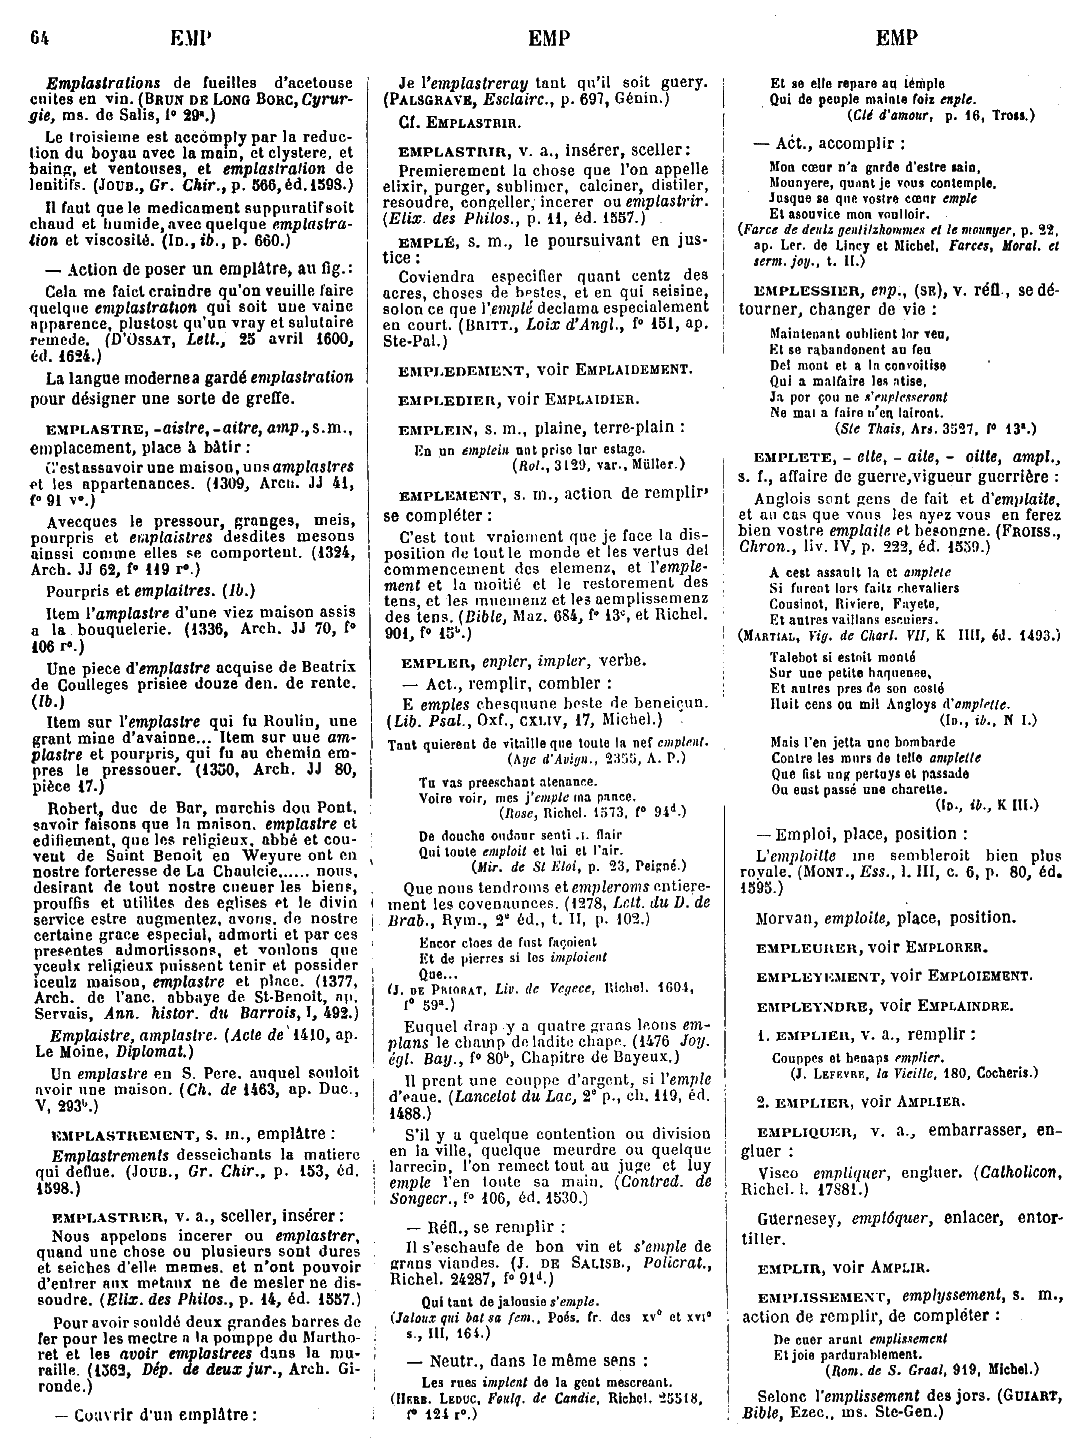 64 EMP EMP EMP
Emplastrations de fueilles d'acetouse
cuites en vin. (BRUN DE LONG BORC, Cyrur-
gie, ms. de Salis, f° 29ª.)
Le troisieme est accomply par la reduc-
tion du boyau avec la main, et clystere, et
baing, et ventouses, et emplastration de
lenitifs. (JOUB., Gr. Chir., p. 566, éd. 1598.)
Il faut que le medicament suppuratif soit
chaud et humide, avec quelque emplastra-
tion et viscosité. (ID., ib., p. 660.)
— Action de poser un emplâtre, au fig.:
Cela me faict craindre qu'on veuille faire
quelque emplastration qui soit une vaine
apparence, plustost qu'un vray et salutaire
remede. (D'OSSAT, Lett., 25 avril 1600,
éd. 1624.)
La langue moderne a gardé emplastration
pour désigner une sorte de greffe.
EMPLASTRE, -aistre, -aitre, amp., s. m.,
emplacement, place à bâtir :
C'est assavoir une maison, uns amplastres
et les appartenances. (1309, Arch. JJ 41,
f° 91 v°.)
Avecques le pressour, granges, meis,
pourpris et emplaistres desdites mesons
ainssi comme elles se comportent. (1324,
Arch. JJ 62, f° 119 r°.)
Pourpris et emplaitres. (Ib.)
Item l'amplastre d'une viez maison assis
a la bouquelerie. (1336, Arch. JJ 70, f°
106 r°.)
Une piece d'emplastre acquise de Beatrix
de Coulleges prisiee douze den. de rente.
(Ib.)
Item sur l'emplastre qui fu Roulin, une
grant mine d'avainne... Item sur une am-
plastre et pourpris, qui fu au chemin em-
pres le pressouer. (1350, Arch. JJ 80,
pièce 17.)
Robert, duc de Bar, marchis dou Pont,
savoir faisons que la maison, emplastre et
edifiement, que les religieux, abbé et cou-
vent de Saint Benoit en Weyure ont en
nostre forteresse de La Chaulcie...... nous,
desirant de tout nostre cueur les biens,
prouffis et utilites des eglises et le divin
service estre augmentez, avons, de nostre
certaine grace especial, admorti et par ces
presentes admortissons, et voulons que
yceulx religieux puissent tenir et possider
iceulz maison, emplastre et place. (1377,
Arch. de l'anc. abbaye de St-Benoit, ap.
Servais, Ann. histor. du Barrois, I, 492.)
Emplaistre, amplastre. (Acte de 1410, ap.
Le Moine, Diplomat.)
Un emplastre en S. Pere, auquel souloit
avoir une maison. (Ch. de 1463, ap. Duc.,
V, 293ᵇ.)
EMPLASTREMENT, s. m., emplâtre :
Emplastrements desseichants la matiere
qui deflue. (JOUB., Gr. Chir., p. 153, éd.
1598.)
EMPLASTRER, v. a., sceller, insérer :
Nous appelons incerer ou emplastrer,
quand une chose ou plusieurs sont dures
et seiches d'elle memes, et n'ont pouvoir
d'entrer aux metaux ne de mesler ne dis-
soudre. (Elix. des Philos., p. 14, éd. 1557.)
Pour avoir souldé deux grandes barres de
fer pour les mectre a la pomppe du Martho-
ret et les avoir emplastrees dans la mu-
raille. (1562, Dép. de deux jur., Arch. Gi-
ronde.)
— Couvrir d'un emplâtre :
Je l'emplastreray tant qu'il soit guery.
(PALSGRAVE, Esclairc., p. 697, Génin.)
Cf. EMPLASTRIR.
EMPLASTRIR, v. a., insérer, sceller :
Premierement la chose que l'on appelle
elixir, purger, sublimer, calciner, distiler,
resoudre, congeller, incerer ou emplastrir.
(Elix. des Philos., p. 11, éd. 1557.)
EMPLÉ, s. m., le poursuivant en jus-
tice :
Coviendra especifier quant centz des
acres, choses de bestes, et en qui seisine,
solon ce que l'emplé declama especialement
en court. (BRITT., Loix d'Angl., f° 151, ap.
Ste-Pal.)
EMPLEDEMENT, voir EMPLAIDEMENT.
EMPLEDIER, voir EMPLAIDIER.
EMPLEIN, s. m., plaine, terre-plain :
En un emplein unt prise lur estage.
(Rol., 3129, var., Müller.)
EMPLEMENT, s. m., action de remplir,
se compléter :
C'est tout vraiement que je face la dis-
position de tout le monde et les vertus del
commencement des elemenz, et l'emple-
ment et la moitié et le restorement des
tens, et les muemenz et les aemplissemenz
des tens. (Bible, Maz. 684, f° 13ᶜ, et Richel.
901, f° 15ᵇ.)
EMPLER, enpler, impler, verbe.
— Act., remplir, combler :
E emples chesqune beste de beneiçun.
(Lib. Psal., Oxf., CXLIV, 17, Michel.)
Tant quierent de vitaille que toute la nef emplent.
(Aye d'Avign., 2355, A. P.)
Tu vas preeschant atenance.
Voire voir, mes j'emple ma pance.
(Rose, Richel. 1573, f° 94ᵈ.)
De douche oudour senti .I. flair
Qui toute emploit et lui et l'air.
(Mir. de St Eloi, p. 23, Peigné.)
Que nous tendroms et empleroms entiere-
ment les covenaunces. (1278, Lett. du D. de
Brab., Rym., 2ᵉ éd., t. II, p. 102.)
Encor cloes de fust façoient
Et de pierres si les imploient
Que...
(J. DE PRIORAT, Liv. de Vegece, Richel. 1604,
f° 59ª.)
Euquel drap y a quatre grans leons em-
plans le champ de ladite chape. (1476 Joy.
égl. Bay., f° 80ᵇ, Chapitre de Bayeux.)
Il prent une couppe d'argent, si l'emple
d'eaue. (Lancelot du Lac, 2ᵉ p., ch. 119, éd.
1488.)
S'il y a quelque contention ou division
en la ville, quelque meurdre ou quelque
larrecin, l'on remect tout au juge et luy
emple l'en toute sa main. (Contred. de
Songecr., f° 106, éd. 1530.)
— Réfl., se remplir :
Il s'eschaufe de bon vin et s'emple de
grans viandes. (J. DE SALISB., Policrat.,
Richel. 24287, f° 91ᵈ.)
Qui tant de jalousie s'emple.
(Jaloux qui bat sa fem., Poés. fr. des XVᵉ et XVIᵉ
s., III, 164.)
— Neutr., dans le même sens :
Les rues implent de la gent mescreant.
(HERB. LEDUC, Foulq. de Candie, Richel. 25518,
f° 124 r°.)
Et se elle repare au temple
Qui de peuple mainte foiz enple.
(Clé d'amour, p. 16, Tross.)
— Act., accomplir :
Mon cœur n'a garde d'estre sain,
Mounyere, quant je vous contemple,
Jusque se que vostre cœur emple
Et asouvice mon voulloir.
(Farce de deulz gentilzhommes et le mounyer, p. 22,
ap. Ler. de Lincy et Michel, Farces, Moral. et
serm. joy., t. II.)
EMPLESSIER, enp., (SE), v. réfl., se dé-
tourner, changer de vie :
Maintenant oublient lor veu,
Et se rabandonent au feu
Del mont et a la convoitise
Qui a malfaire les atise,
Ja por çou ne s'enplesseront
Ne mal a faire n'en lairont.
(Ste Thais, Ars. 3527, f° 13ª.)
EMPLETE, - elte, - aile, - oitte, ampl.,
s. f., affaire de guerre, vigueur guerrière :
Anglois sont gens de fait et d'emplaite,
et au cas que vous les ayez vous en ferez
bien vostre emplaite et besongne. (FROISS.,
Chron., liv. IV, p. 222, éd. 1559.)
A cest assault la et amplete
Si furent lors faitz chevaliers
Cousinot, Riviere, Fayete,
Et autres vaillans escuiers.
(MARTIAL, Vig. de Charl. VII, K IIII, éd. 1493.)
Talebot si estoit monté
Sur une petite haquenee,
Et autres pres de son costé
Huit cens ou mil Angloys d'amplette.
(ID., ib., N I.)
Mais l'en jetta une bombarde
Contre les murs de telle amplette
Que fist ung pertuys et passade
Ou eust passé une charette.
(ID., ib., K III.)
— Emploi, place, position :
L'emploitte me sembleroit bien plus
royale. (MONT., Ess., l. III, c. 6, p. 80, éd.
1595.)
Morvan, emploite, place, position.
EMPLEURER, voir EMPLORER.
EMPLEYEMENT, voir EMPLOIEMENT.
EMPLEYNDRE, voir EMPLAINDRE.
1. EMPLIER, v. a., remplir :
Couppes et henaps emplier.
(J. LEFEVRE, la Vieille, 180, Cocheris.)
2. EMPLIER, voir AMPLIER.
EMPLIQUER, v. a., embarrasser, en-
gluer :
Visco empliquer, engluer. (Catholicon,
Richel. l. 17881.)
Guernesey, emptôquer, enlacer, entor-
tiller.
EMPLIR, voir AMPLIR.
EMPLISSEMENT, emplyssement, s. m.,
action de remplir, de compléter :
De cuer arunt emplissement
Et joie pardurablement.
(Rom. de S. Graal, 919, Michel.)
Selonc l'emplissement des jors. (GUIART,
Bible, Ezec., ms. Ste-Gen.)